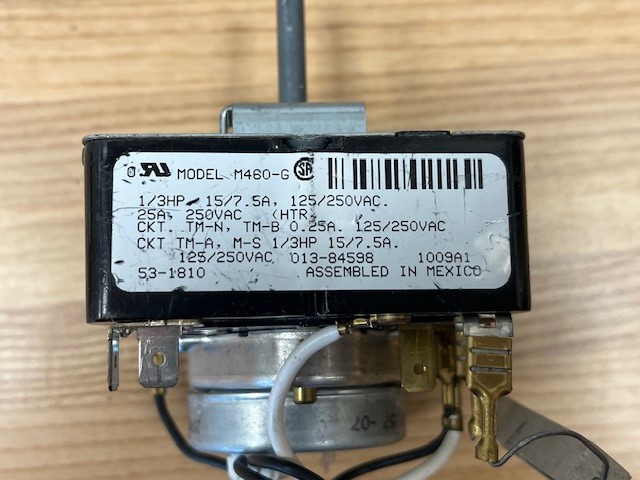 MODEL M460-G
1/3HP 15/7.5A, 125/250VAC.
25A, 250VAC (HTR)
CKT. TM-N, TM-B 0.25A. 125/250VAC
CKT TM-A, M-S 1/3HP 15/7.5A.
125/250VAC 013-84598 1009A1
53-1810 ASSEMBLED IN MEXICO